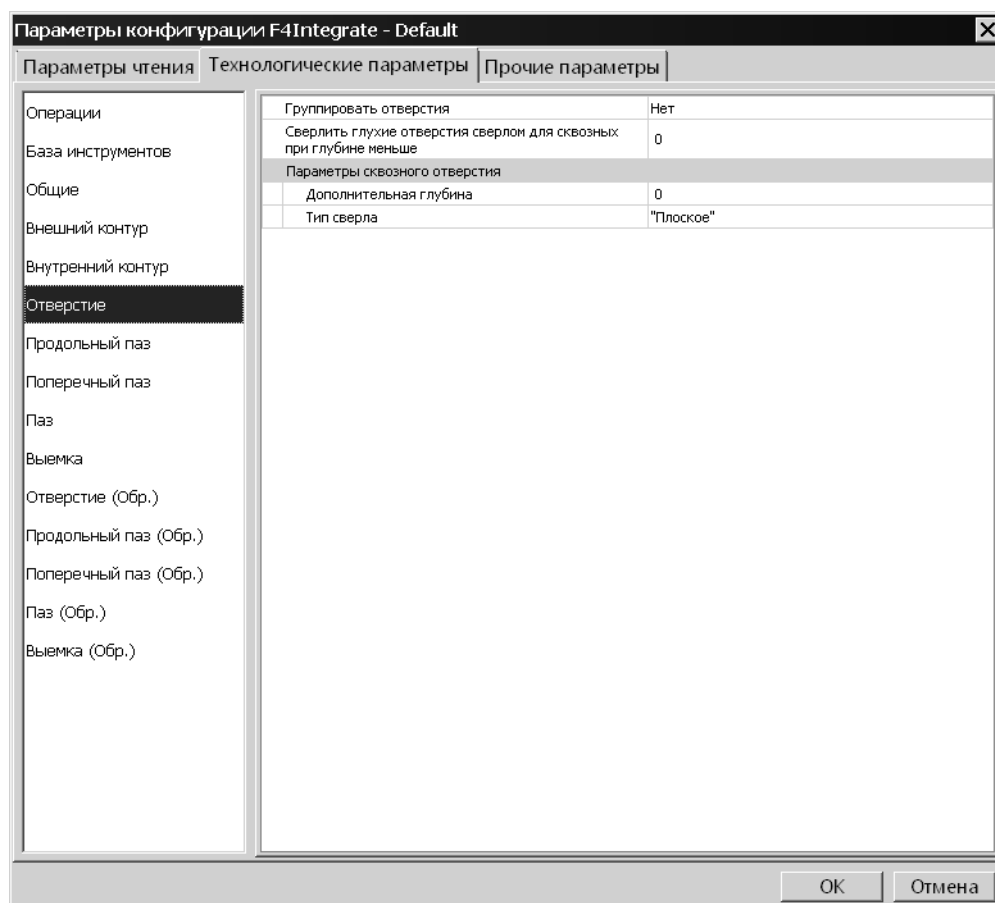 Параметры конфигурации F4Integrate - Default
Параметры чтения
Технологические параметры
Прочие параметры
Операции
База инструментов
Общие
Внешний контур
Внутренний контур
Отверстие
Продольный паз
Поперечный паз
Паз
Выемка
Отверстие (Обр.)
Продольный паз (Обр.)
Поперечный паз (Обр.)
Паз (Обр.)
Выемка (Обр.)
Группировать отверстия Нет
Сверлить глухие отверстия сверлом для сквозных
при глубине меньше 0
Параметры сквозного отверстия
Дополнительная глубина 0
Тип сверла "Плоское"
OK
Отмена